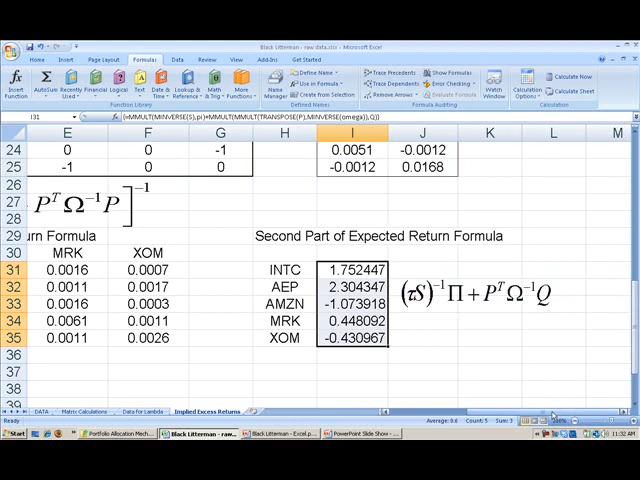 Black Litterman - raw data.xlsx - Microsoft Excel
Home Insert Page Layout Formulas Data Review View Add-Ins Get Started
Insert Function AutoSum Recently Used Financial Logical Text Date & Time Lookup & Reference Math & Trig More Functions
Define Name Use in Formula Create from Selection Name Manager
Trace Precedents Trace Dependents Remove Arrows Show Formulas Error Checking Evaluate Formula Watch Window
Calculation Options Calculate Now Calculate Sheet
Function Library Defined Names Formula Auditing Calculation
I31 {=MMULT(MINVERSE(S),pi)+MMULT(MMULT(TRANSPOSE(P),MINVERSE(omega)),Q)}
E F G H I J K L M
24 0 0 -1 0.0051 -0.0012
25 -1 0 0 -0.0012 0.0168
26
27 PᵀΩ⁻¹P]⁻¹
28
29 urn Formula Second Part of Expected Return Formula
30 MRK XOM
31 0.0016 0.0007 INTC 1.752447
32 0.0011 0.0017 AEP 2.304347 (τS)⁻¹Π + PᵀΩ⁻¹Q
33 0.0016 0.0003 AMZN -1.073918
34 0.0061 0.0011 MRK 0.448092
35 0.0011 0.0026 XOM -0.430967
36
37
38
39
DATA Matrix Calculations Data for Lambda Implied Excess Returns
Ready Average: 0.6 Count: 5 Sum: 3 200%
Start Portfolio Allocation Mech... Black Litterman - raw... Black Litterman - Excel.p... PowerPoint Slide Show -... 11:32 AM